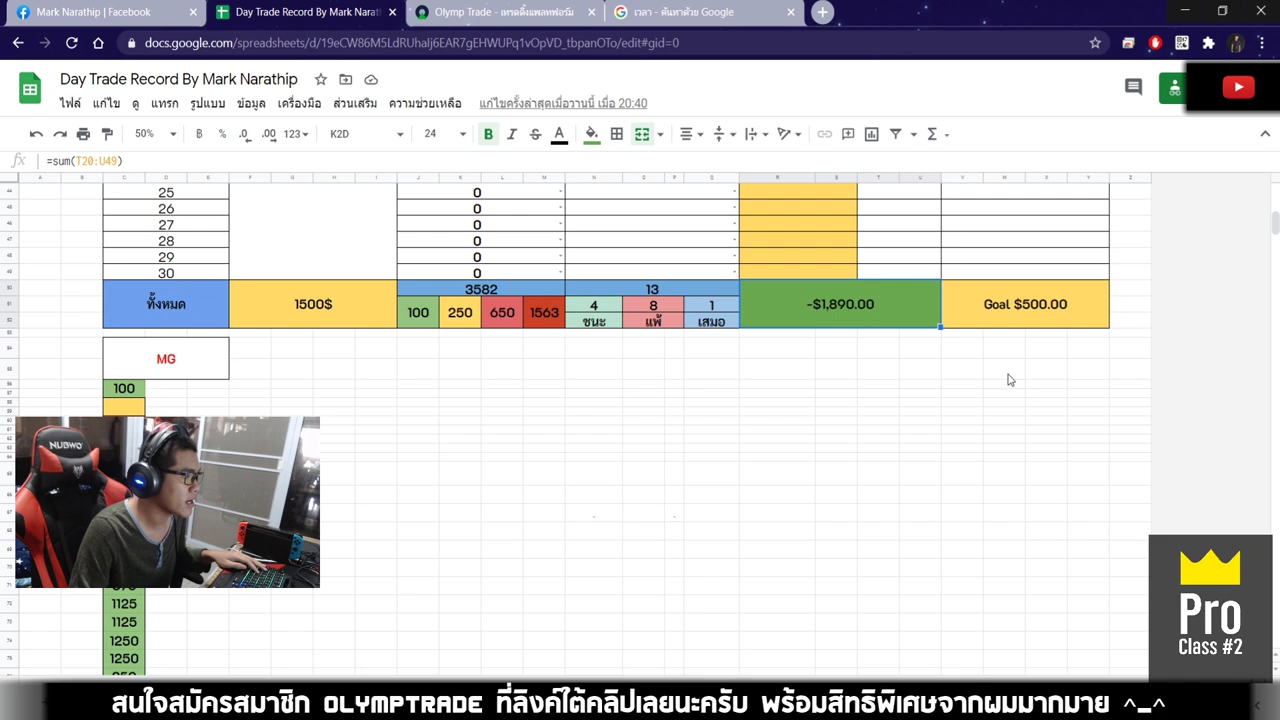 Mark Narathip | Facebook
Day Trade Record By Mark Narathip
Olymp Trade - เทรดดิ้งแพลทฟอร์ม
เวลา - ค้นหาด้วย Google
docs.google.com/spreadsheets/d/19eCW86M5LdRUhaIj6EAR7gEHWUPq1vOpVD_tbpanOTo/edit#gid=0
Day Trade Record By Mark Narathip
ไฟล์ แก้ไข ดู แทรก รูปแบบ ข้อมูล เครื่องมือ ส่วนเสริม ความช่วยเหลือ แก้ไขครั้งล่าสุดเมื่อวานนี้ เมื่อ 20:40
50% ฿ % .0 .00 123 K2D 24 B I S A Σ
fx =sum(T20:U49)
25 0 - -
26 0 - -
27 0 - -
28 0 - -
29 0 - -
30 0 - -
ทั้งหมด 1500$ 3582 13 -$1,890.00 Goal $500.00
100 250 650 1563 4 8 1
ชนะ แพ้ เสมอ
MG
100
NUBWO
1125
1125
1250
1250
Pro
Class #2
สนใจสมัครสมาชิก OLYMPTRADE ที่ลิงค์ใต้คลิปเลยนะครับ พร้อมสิทธิพิเศษจากผมมากมาย ^_^